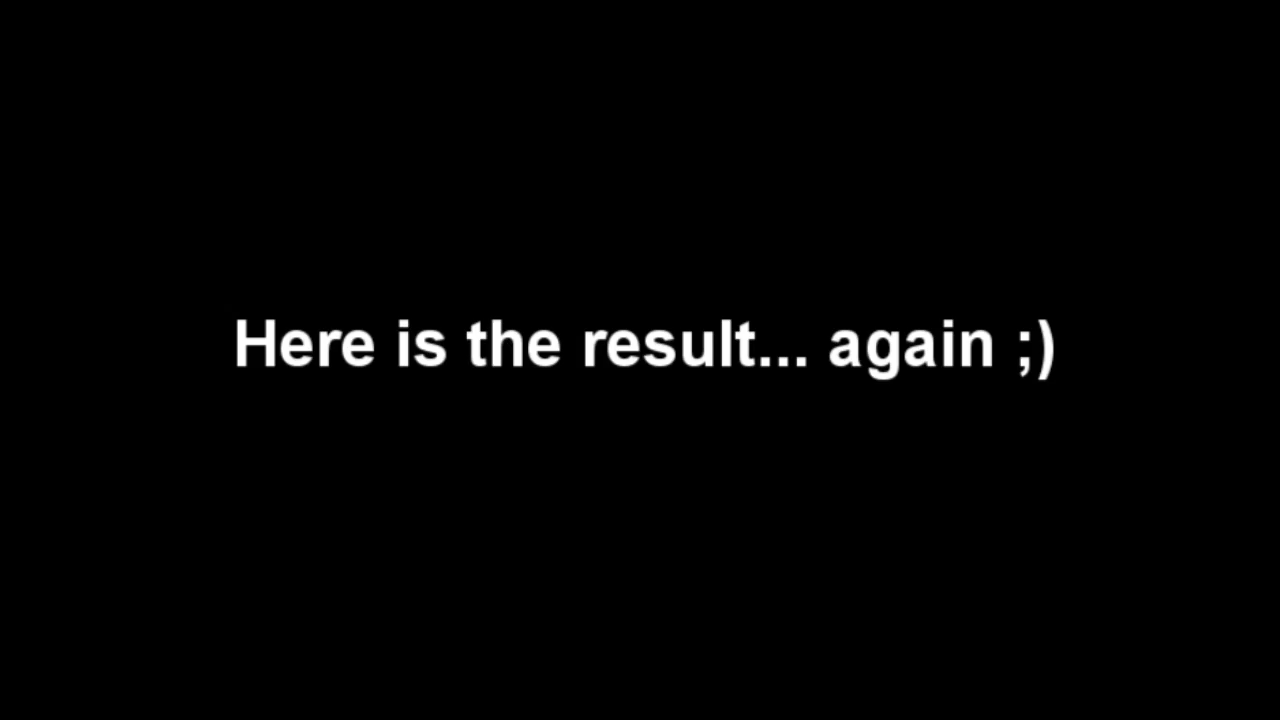 Here is the result... again ;)